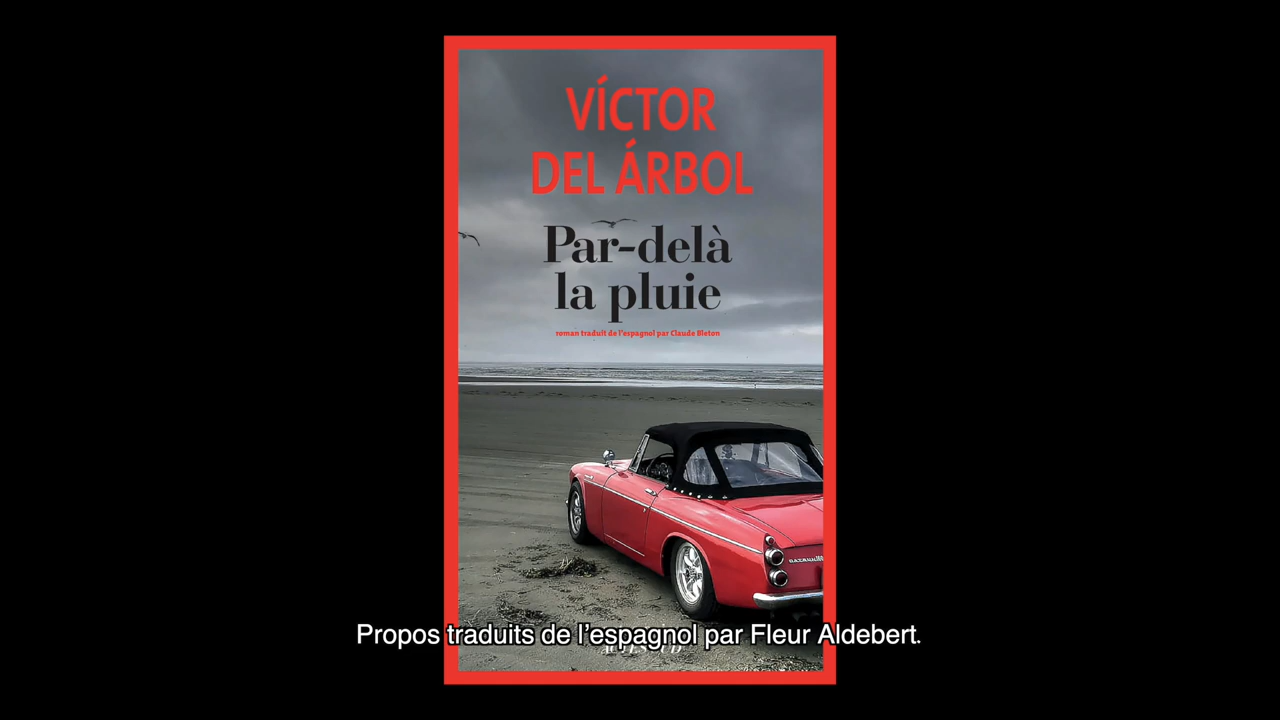 VÍCTOR
DEL ÁRBOL
Par-delà
la pluie
roman traduit de l'espagnol par Claude Bleton
Propos traduits de l'espagnol par Fleur Aldebert.